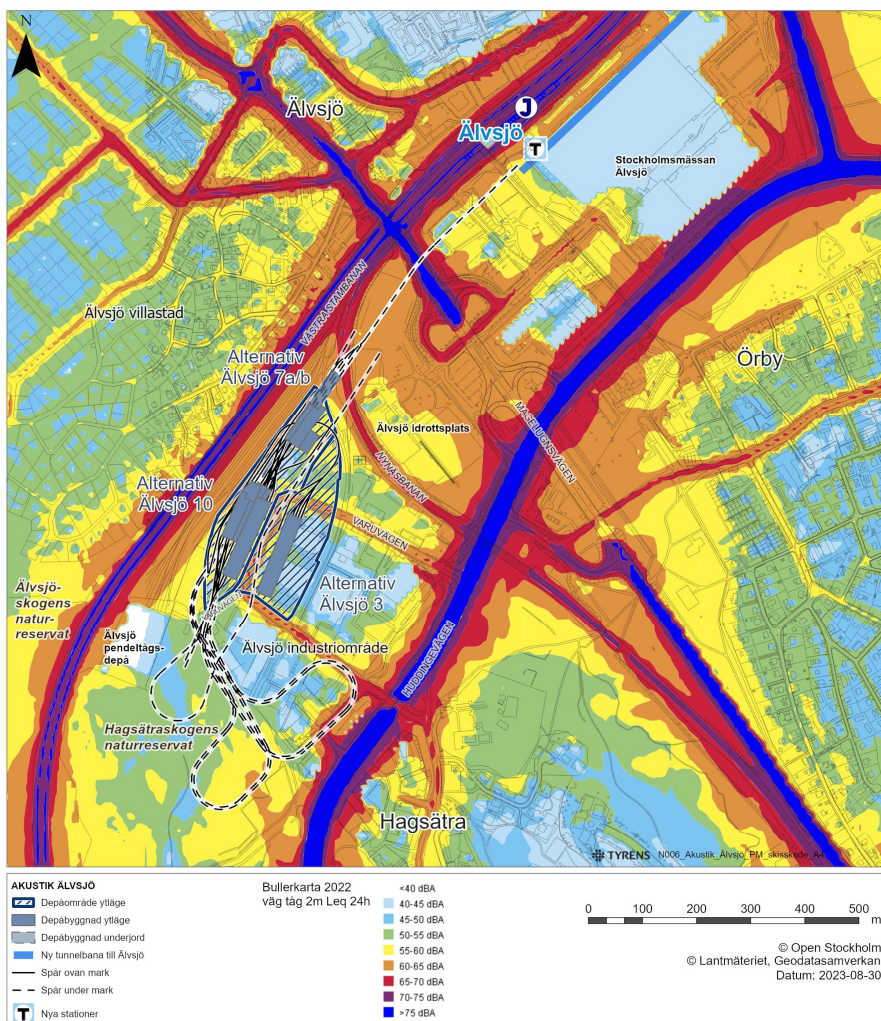 N
Älvsjö
J
Älvsjö
T
Stockholmsmässan
Älvsjö
VÄSTRA STAMBANAN
Älvsjö villastad
Alternativ
Älvsjö 7a/b
Örby
Älvsjö idrottsplats
MAGELUGNSVÄGEN
NYNÄSBANAN
Alternativ
Älvsjö 10
VARUVÄGEN
Alternativ
Älvsjö 3
Älvsjö-
skogens
natur-
reservat
VARUVÄGEN
Älvsjö
pendeltågs-
depå
Älvsjö industriområde
HUDDINGEVÄGEN
Hagsätraskogens
naturreservat
Hagsätra
TYRÉNS N006_Akustik_Älvsjö_PM_skisskede_A4
AKUSTIK ÄLVSJÖ
Depåområde ytläge
Depåbyggnad ytläge
Depåbyggnad underjord
Ny tunnelbana till Älvsjö
Spår ovan mark
Spår under mark
T Nya stationer
Bullerkarta 2022
väg tåg 2m Leq 24h
<40 dBA
40-45 dBA
45-50 dBA
50-55 dBA
55-60 dBA
60-65 dBA
65-70 dBA
70-75 dBA
>75 dBA
0 100 200 300 400 500
m
© Open Stockholm
© Lantmäteriet, Geodatasamverkan
Datum: 2023-08-30